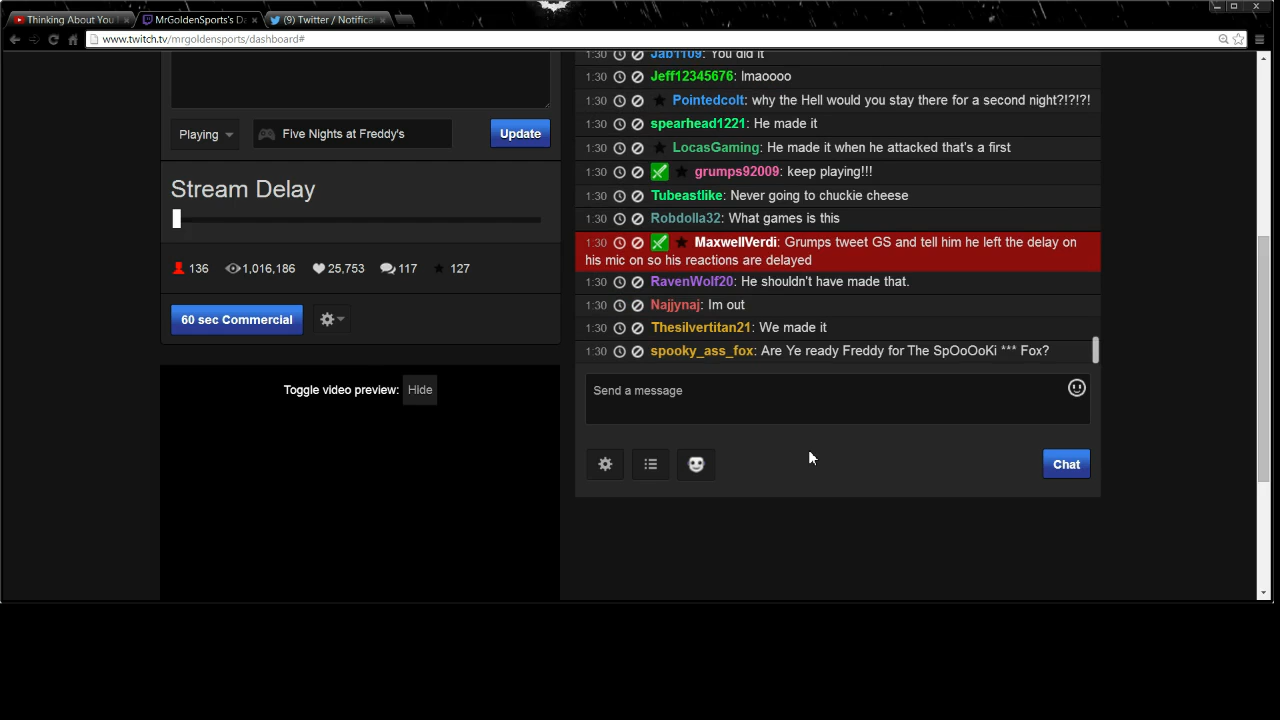 Thinking About You
MrGoldenSports's Da
(9) Twitter / Notificat
www.twitch.tv/mrgoldensports/dashboard#
Playing
Five Nights at Freddy's
Update
Stream Delay
136
1,016,186
25,753
117
127
60 sec Commercial
Toggle video preview: Hide
1:30 Jab1109: You did it
1:30 Jeff12345676: lmaoooo
1:30 Pointedcolt: why the Hell would you stay there for a second night?!?!?!
1:30 spearhead1221: He made it
1:30 LocasGaming: He made it when he attacked that's a first
1:30 grumps92009: keep playing!!!
1:30 Tubeastlike: Never going to chuckie cheese
1:30 Robdolla32: What games is this
1:30 MaxwellVerdi: Grumps tweet GS and tell him he left the delay on
his mic on so his reactions are delayed
1:30 RavenWolf20: He shouldn't have made that.
1:30 Najjynaj: Im out
1:30 Thesilvertitan21: We made it
1:30 spooky_ass_fox: Are Ye ready Freddy for The SpOoOoKi *** Fox?
Send a message
Chat